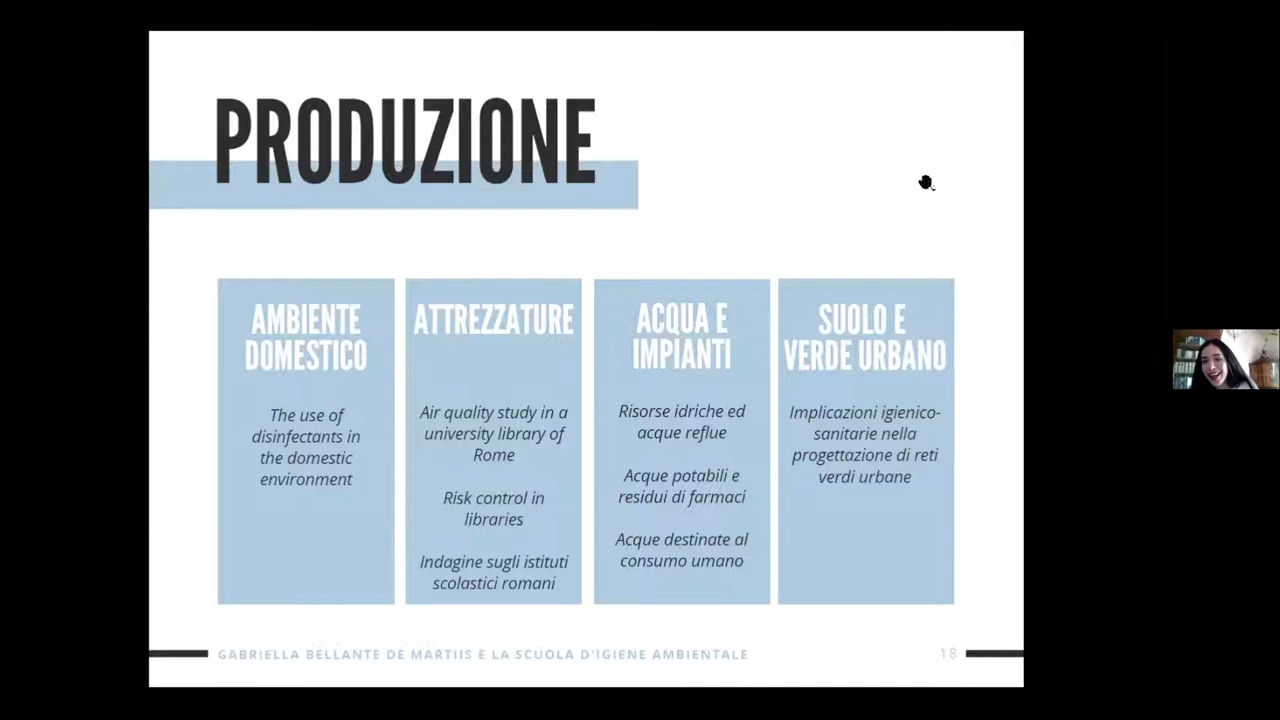 PRODUZIONE
AMBIENTE
DOMESTICO
The use of
disinfectants in
the domestic
environment
ATTREZZATURE
Air quality study in a
university library of
Rome
Risk control in
libraries
Indagine sugli istituti
scolastici romani
ACQUA E
IMPIANTI
Risorse idriche ed
acque reflue
Acque potabili e
residui di farmaci
Acque destinate al
consumo umano
SUOLO E
VERDE URBANO
Implicazioni igienico-
sanitarie nella
progettazione di reti
verdi urbane
GABRIELLA BELLANTE DE MARTIIS E LA SCUOLA D'IGIENE AMBIENTALE
18